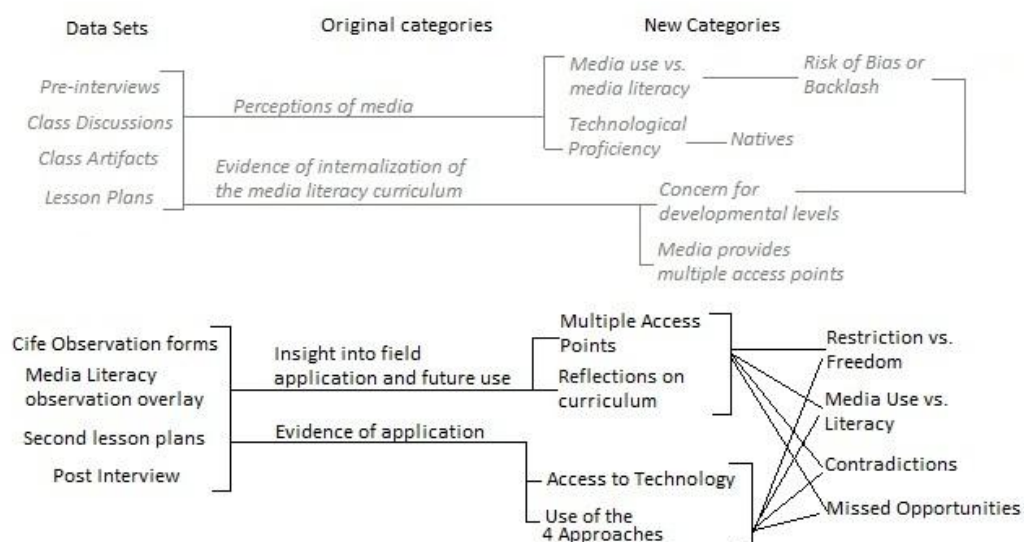 Data Sets
Original categories
New Categories
Pre-interviews
Class Discussions
Class Artifacts
Lesson Plans
Perceptions of media
Evidence of internalization of
the media literacy curriculum
Media use vs.
media literacy
Technological
Proficiency
Risk of Bias or
Backlash
Natives
Concern for
developmental levels
Media provides
multiple access points
Cife Observation forms
Media Literacy
observation overlay
Second lesson plans
Post Interview
Insight into field
application and future use
Evidence of application
Multiple Access
Points
Reflections on
curriculum
Access to Technology
Use of the
4 Approaches
Restriction vs.
Freedom
Media Use vs.
Literacy
Contradictions
Missed Opportunities